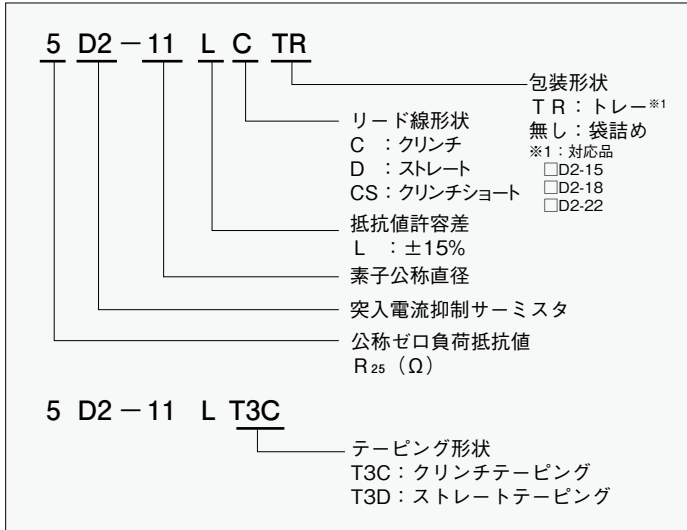 5 D2－11 L C TR
包装形状
T R：トレー※1
無し：袋詰め
※1：対応品
□D2-15
□D2-18
□D2-22
リード線形状
C ：クリンチ
D ：ストレート
CS：クリンチショート
抵抗値許容差
L ：±15%
素子公称直径
突入電流抑制サーミスタ
公称ゼロ負荷抵抗値
R25（Ω）
5 D2－11 L T3C
テーピング形状
T3C：クリンチテーピング
T3D：ストレートテーピング